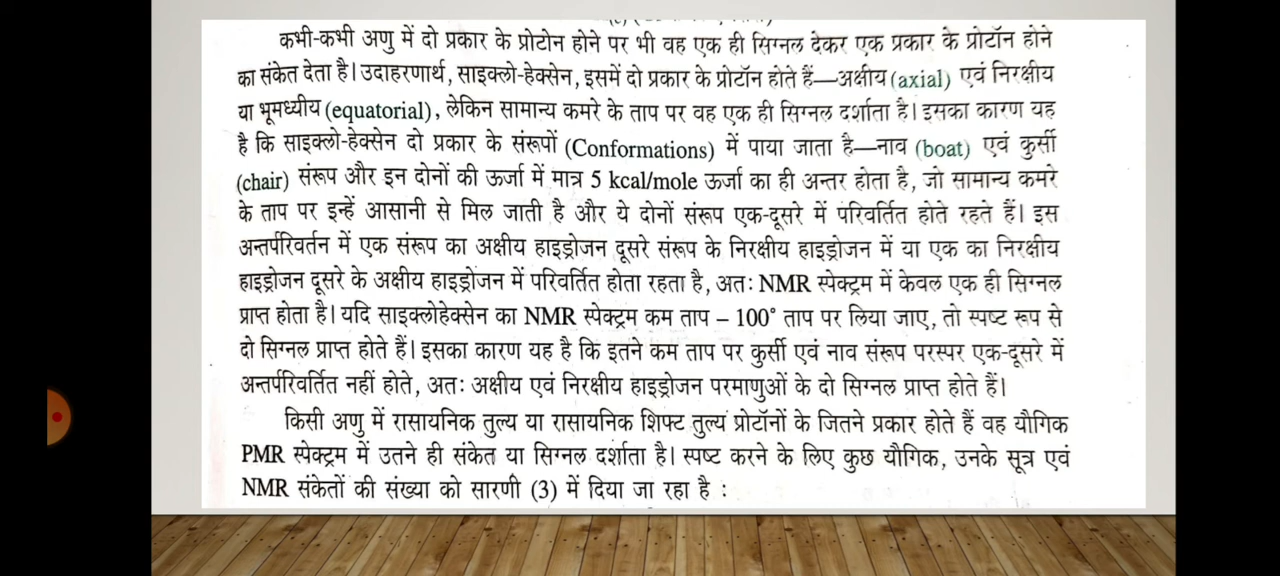 कभी-कभी अणु में दो प्रकार के प्रोटोन होने पर भी वह एक ही सिग्नल देकर एक प्रकार के प्रोटॉन होने
का संकेत देता है। उदाहरणार्थ, साइक्लो-हेक्सेन, इसमें दो प्रकार के प्रोटॉन होते हैं—अक्षीय (axial) एवं निरक्षीय
या भूमध्यीय (equatorial), लेकिन सामान्य कमरे के ताप पर वह एक ही सिग्नल दर्शाता है। इसका कारण यह
है कि साइक्लो-हेक्सेन दो प्रकार के संरूपों (Conformations) में पाया जाता है—नाव (boat) एवं कुर्सी
(chair) संरूप और इन दोनों की ऊर्जा में मात्र 5 kcal/mole ऊर्जा का ही अन्तर होता है, जो सामान्य कमरे
के ताप पर इन्हें आसानी से मिल जाती है और ये दोनों संरूप एक-दूसरे में परिवर्तित होते रहते हैं। इस
अन्तर्परिवर्तन में एक संरूप का अक्षीय हाइड्रोजन दूसरे संरूप के निरक्षीय हाइड्रोजन में या एक का निरक्षीय
हाइड्रोजन दूसरे के अक्षीय हाइड्रोजन में परिवर्तित होता रहता है, अतः NMR स्पेक्ट्रम में केवल एक ही सिग्नल
प्राप्त होता है। यदि साइक्लोहेक्सेन का NMR स्पेक्ट्रम कम ताप – 100° ताप पर लिया जाए, तो स्पष्ट रूप से
दो सिग्नल प्राप्त होते हैं। इसका कारण यह है कि इतने कम ताप पर कुर्सी एवं नाव संरूप परस्पर एक-दूसरे में
अन्तर्परिवर्तित नहीं होते, अतः अक्षीय एवं निरक्षीय हाइड्रोजन परमाणुओं के दो सिग्नल प्राप्त होते हैं।
किसी अणु में रासायनिक तुल्य या रासायनिक शिफ्ट तुल्य प्रोटॉनों के जितने प्रकार होते हैं वह यौगिक
PMR स्पेक्ट्रम में उतने ही संकेत या सिग्नल दर्शाता है। स्पष्ट करने के लिए कुछ यौगिक, उनके सूत्र एवं
NMR संकेतों की संख्या को सारणी (3) में दिया जा रहा है :